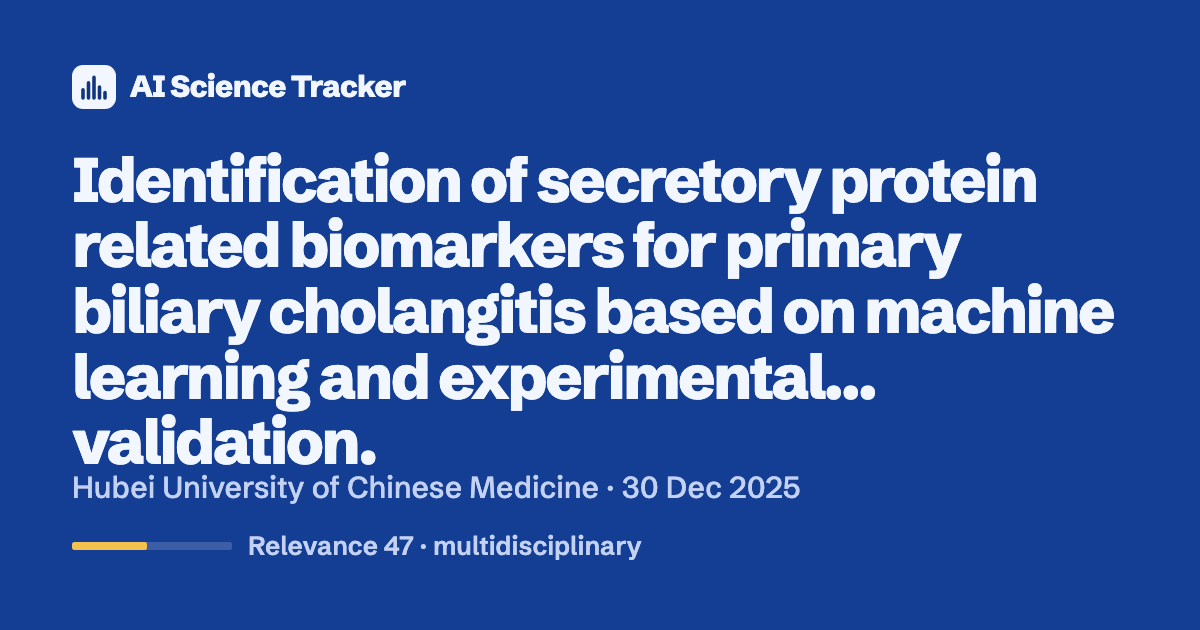 AI Science Tracker
Identification of secretory protein
related biomarkers for primary
biliary cholangitis based on machine
learning and experimental...
validation.
Hubei University of Chinese Medicine · 30 Dec 2025
Relevance 47 · multidisciplinary